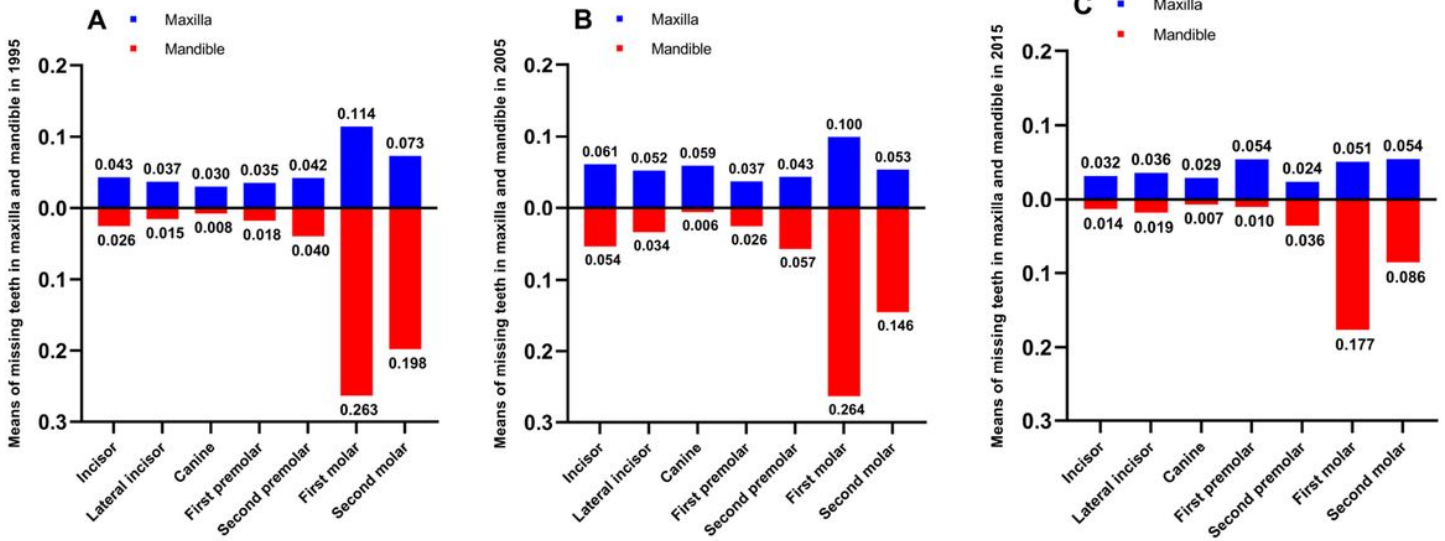 A
Maxilla
Mandible
Means of missing teeth in maxilla and mandible in 1995
0.2
0.1
0.0
0.1
0.2
0.3
0.043
0.037
0.030
0.035
0.042
0.114
0.073
0.026
0.015
0.008
0.018
0.040
0.263
0.198
Incisor
Lateral incisor
Canine
First premolar
Second premolar
First molar
Second molar
B
Maxilla
Mandible
Means of missing teeth in maxilla and mandible in 2005
0.2
0.1
0.0
0.1
0.2
0.3
0.061
0.052
0.059
0.037
0.043
0.100
0.053
0.054
0.034
0.006
0.026
0.057
0.264
0.146
Incisor
Lateral incisor
Canine
First premolar
Second premolar
First molar
Second molar
C
Maxilla
Mandible
Means of missing teeth in maxilla and mandible in 2015
0.2
0.1
0.0
0.1
0.2
0.3
0.032
0.036
0.029
0.054
0.024
0.051
0.054
0.014
0.019
0.007
0.010
0.036
0.177
0.086
Incisor
Lateral incisor
Canine
First premolar
Second premolar
First molar
Second molar